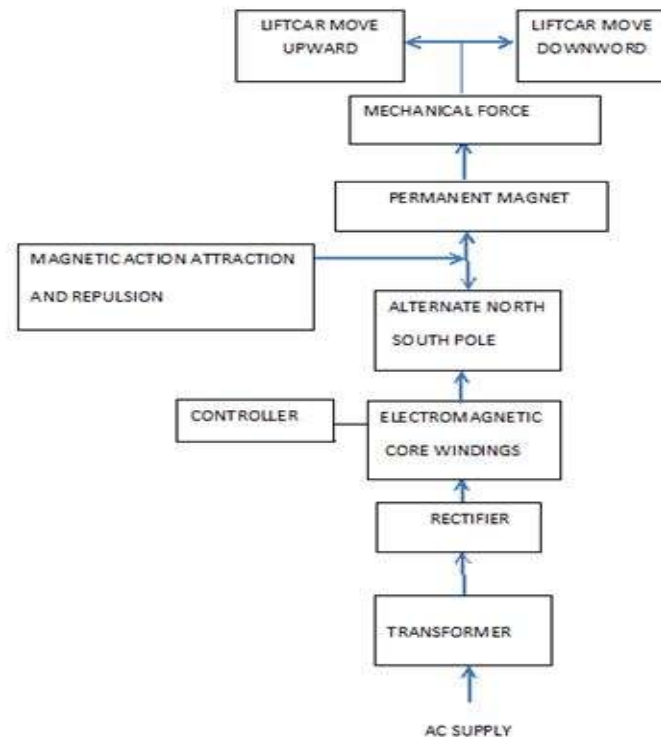 LIFTCAR MOVE
UPWARD
LIFTCAR MOVE
DOWNWORD
MECHANICAL FORCE
PERMANENT MAGNET
MAGNETIC ACTION ATTRACTION
AND REPULSION
ALTERNATE NORTH
SOUTH POLE
CONTROLLER
ELECTROMAGNETIC
CORE WINDINGS
RECTIFIER
TRANSFORMER
AC SUPPLY